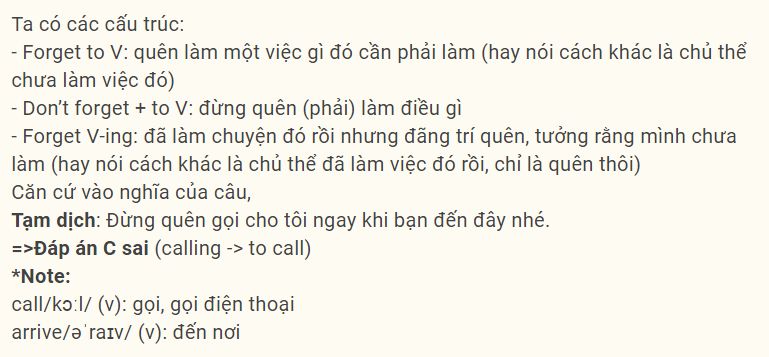 Ta có các cấu trúc:
- Forget to V: quên làm một việc gì đó cần phải làm (hay nói cách khác là chủ thể
chưa làm việc đó)
- Don’t forget + to V: đừng quên (phải) làm điều gì
- Forget V-ing: đã làm chuyện đó rồi nhưng đãng trí quên, tưởng rằng mình chưa
làm (hay nói cách khác là chủ thể đã làm việc đó rồi, chỉ là quên thôi)
Căn cứ vào nghĩa của câu,
Tạm dịch: Đừng quên gọi cho tôi ngay khi bạn đến đây nhé.
=>Đáp án C sai (calling -> to call)
*Note:
call/kɔːl/ (v): gọi, gọi điện thoại
arrive/əˈraɪv/ (v): đến nơi